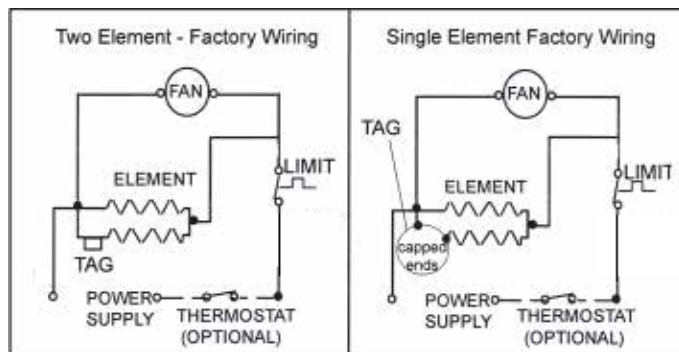 Two Element - Factory Wiring
FAN
LIMIT
ELEMENT
TAG
POWER
SUPPLY
THERMOSTAT
(OPTIONAL)
Single Element Factory Wiring
FAN
TAG
LIMIT
ELEMENT
capped
ends
POWER
SUPPLY
THERMOSTAT
(OPTIONAL)